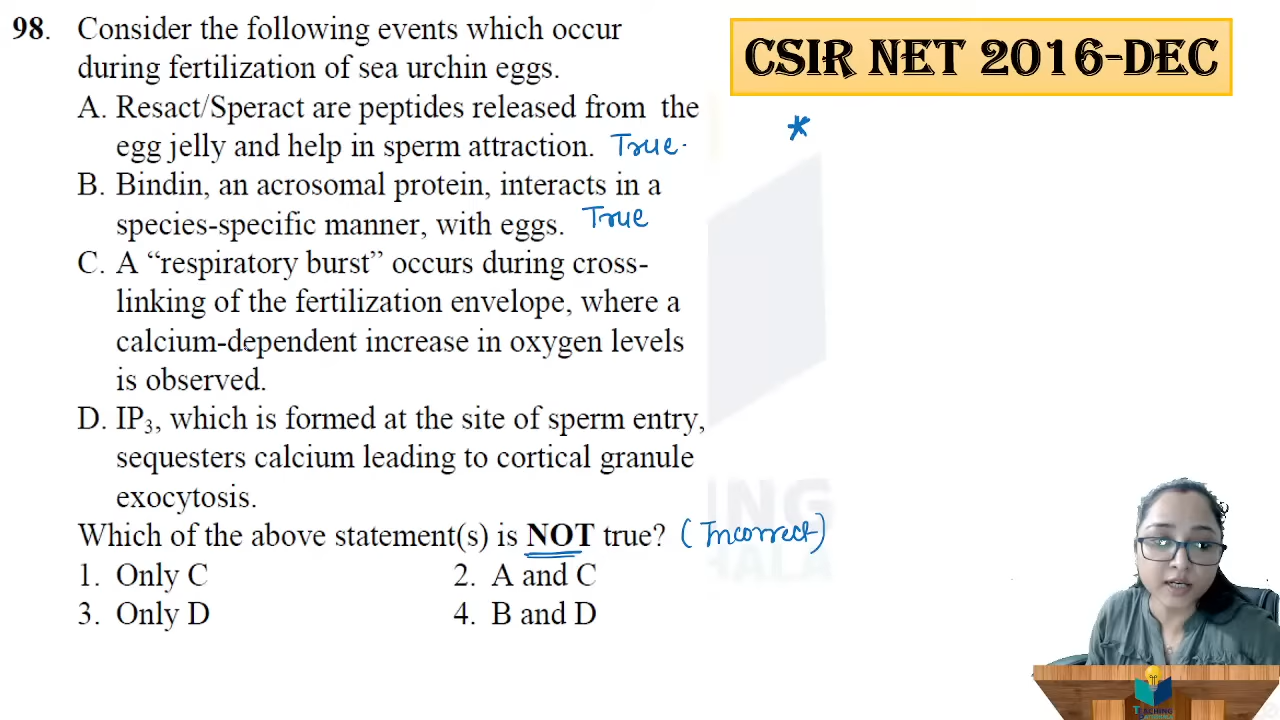 98. Consider the following events which occur
during fertilization of sea urchin eggs.
A. Resact/Speract are peptides released from the
egg jelly and help in sperm attraction. True.
B. Bindin, an acrosomal protein, interacts in a
species-specific manner, with eggs. True
C. A “respiratory burst” occurs during cross-
linking of the fertilization envelope, where a
calcium-dependent increase in oxygen levels
is observed.
D. IP₃, which is formed at the site of sperm entry,
sequesters calcium leading to cortical granule
exocytosis.
Which of the above statement(s) is NOT true? (Incorrect)
1. Only C 2. A and C
3. Only D 4. B and D
CSIR NET 2016-DEC
*